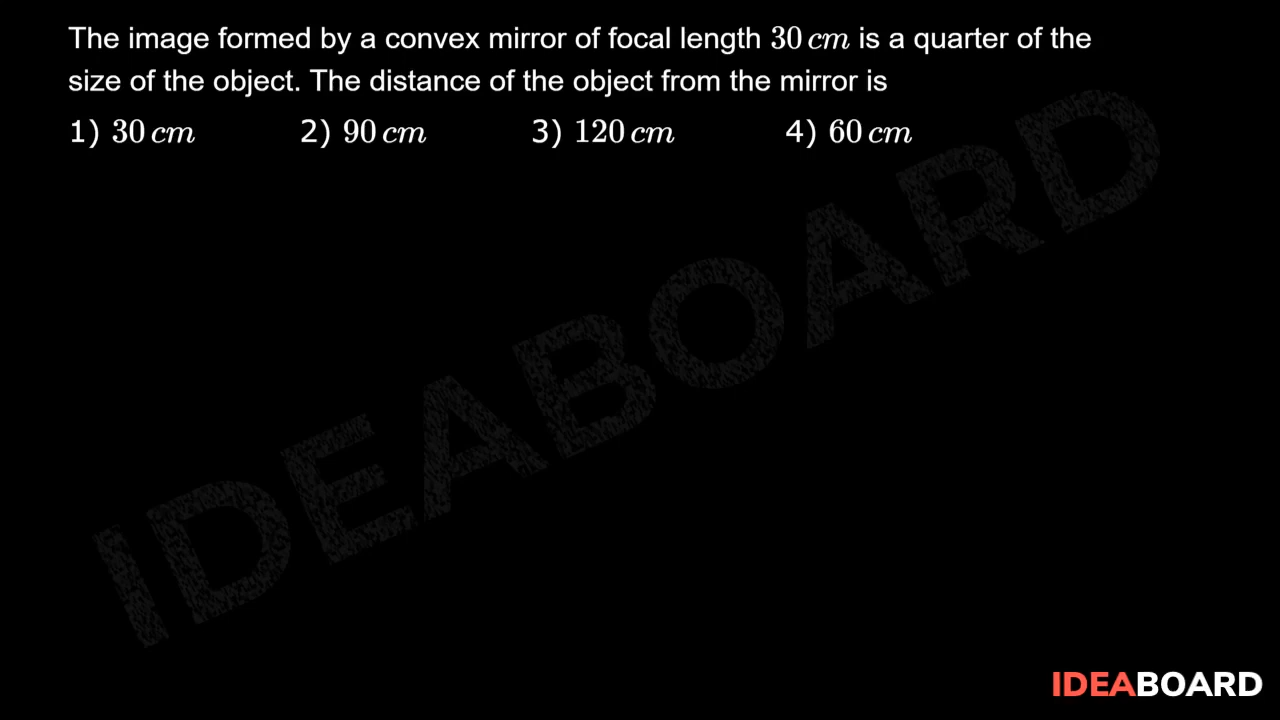 The image formed by a convex mirror of focal length 30 cm is a quarter of the
size of the object. The distance of the object from the mirror is
1) 30 cm 2) 90 cm 3) 120 cm 4) 60 cm
IDEABOARD
IDEABOARD